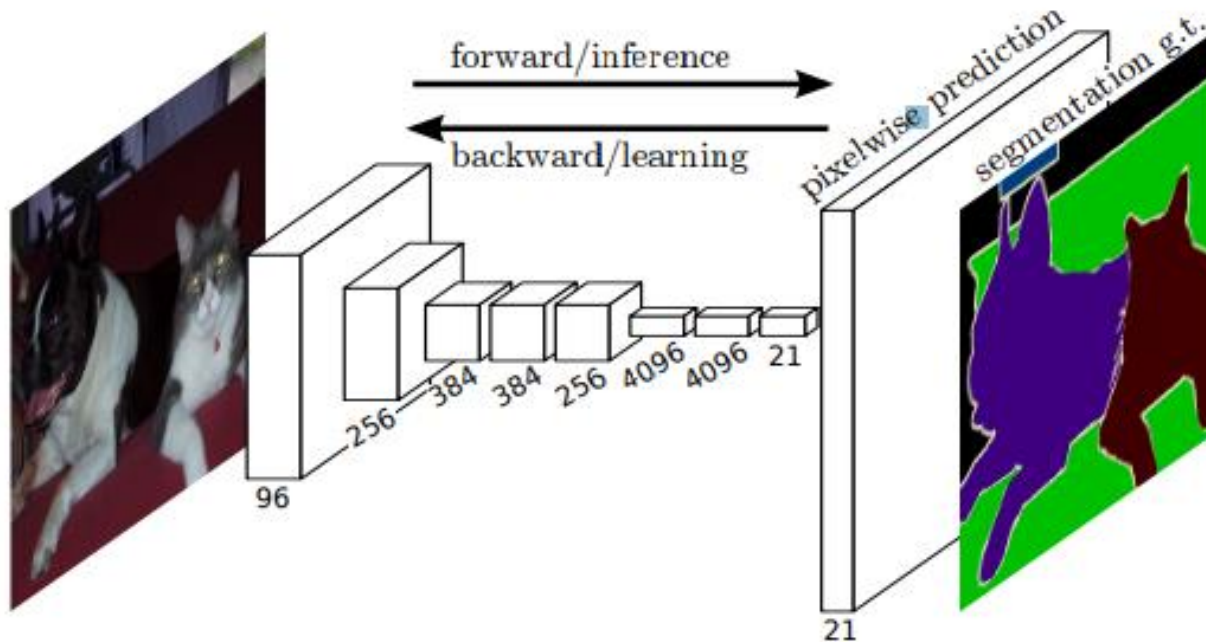 forward/inference
backward/learning
pixelwise prediction
segmentation g.t.
96
256
384
384
256
4096
4096
21
21